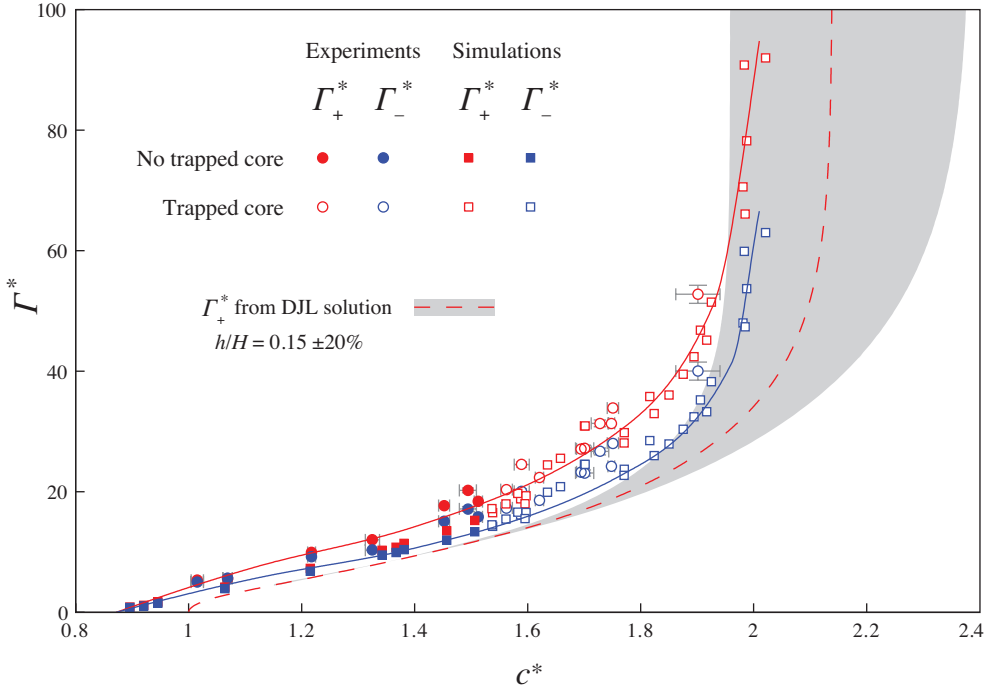 100
80
60
40
20
0
Γ*
Experiments Simulations
Γ₊* Γ₋* Γ₊* Γ₋*
No trapped core
Trapped core
Γ₊* from DJL solution
h/H = 0.15 ±20%
0.8 1 1.2 1.4 1.6 1.8 2 2.2 2.4
c*